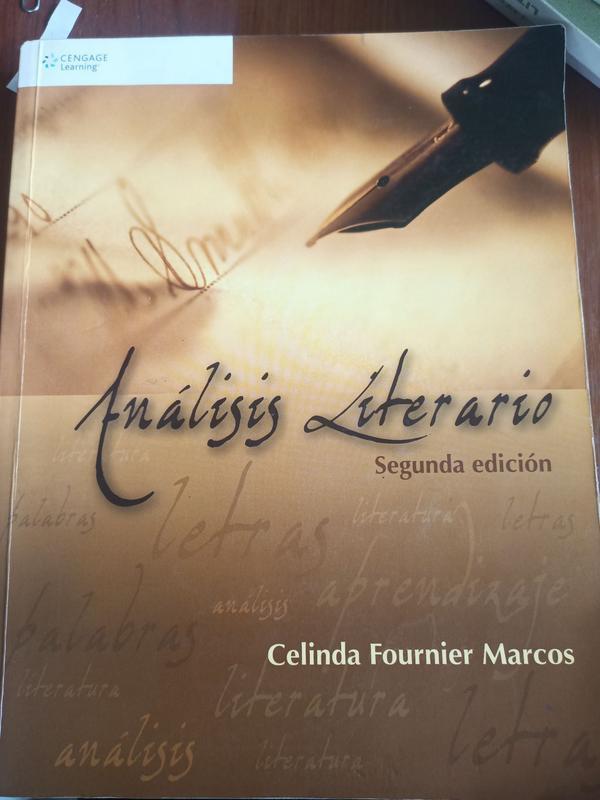 CENGAGE
Learning
Análisis Literario
Segunda edición
literatura
palabras
letras
literatura
letras
análisis
aprendizaje
palabras
Celinda Fournier Marcos
literatura
literatura
letra
análisis
literatura